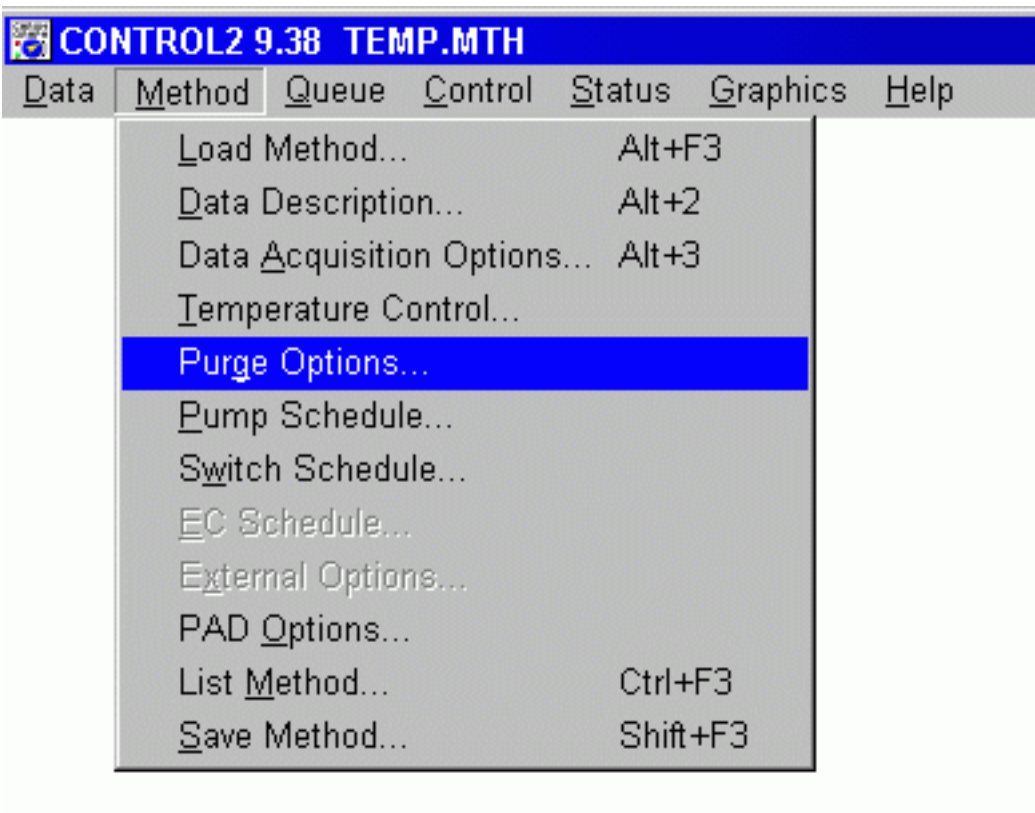 CONTROL2 9.38 TEMP.MTH
Data Method Queue Control Status Graphics Help
Load Method... Alt+F3
Data Description... Alt+2
Data Acquisition Options... Alt+3
Temperature Control...
Purge Options...
Pump Schedule...
Switch Schedule...
EC Schedule...
External Options...
PAD Options...
List Method... Ctrl+F3
Save Method... Shift+F3